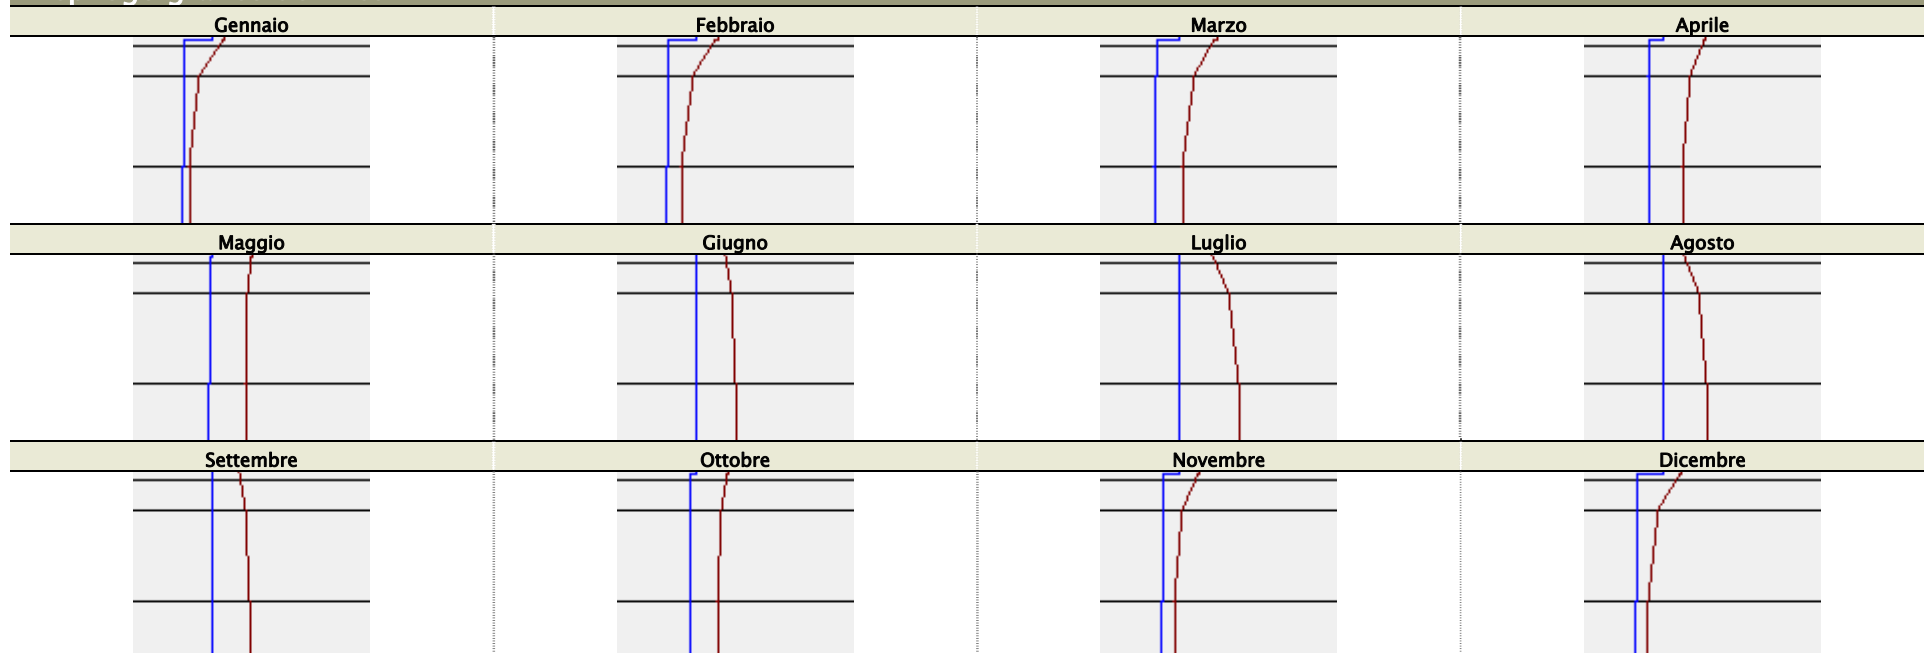 Gennaio Febbraio Marzo Aprile
Maggio Giugno Luglio Agosto
Settembre Ottobre Novembre Dicembre